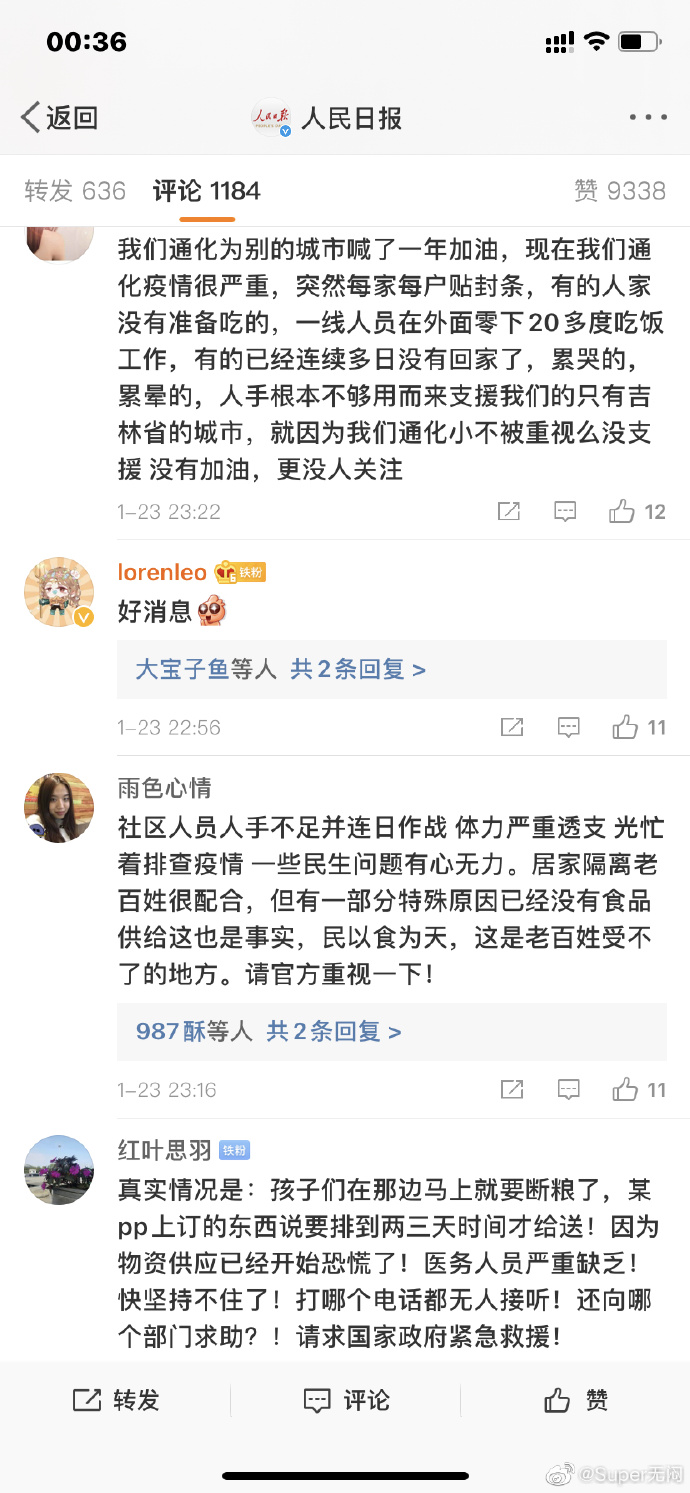 00:36
返回
人民日报
转发 636 评论 1184 赞 9338
我们通化为别的城市喊了一年加油，现在我们通
化疫情很严重，突然每家每户贴封条，有的人家
没有准备吃的，一线人员在外面零下20多度吃饭
工作，有的已经连续多日没有回家了，累哭的，
累晕的，人手根本不够用而来支援我们的只有吉
林省的城市，就因为我们通化小不被重视么没支
援 没有加油，更没人关注
1-23 23:22 12
lorenleo 铁粉
好消息
大宝子鱼等人 共2条回复 >
1-23 22:56 11
雨色心情
社区人员人手不足并连日作战 体力严重透支 光忙
着排查疫情 一些民生问题有心无力。居家隔离老
百姓很配合，但有一部分特殊原因已经没有食品
供给这也是事实，民以食为天，这是老百姓受不
了的地方。请官方重视一下！
987酥等人 共2条回复 >
1-23 23:16 11
红叶思羽 铁粉
真实情况是：孩子们在那边马上就要断粮了，某
pp上订的东西说要排到两三天时间才给送！因为
物资供应已经开始恐慌了！医务人员严重缺乏！
快坚持不住了！打哪个电话都无人接听！还向哪
个部门求助？！请求国家政府紧急救援！
转发 评论 赞
@Super无闷